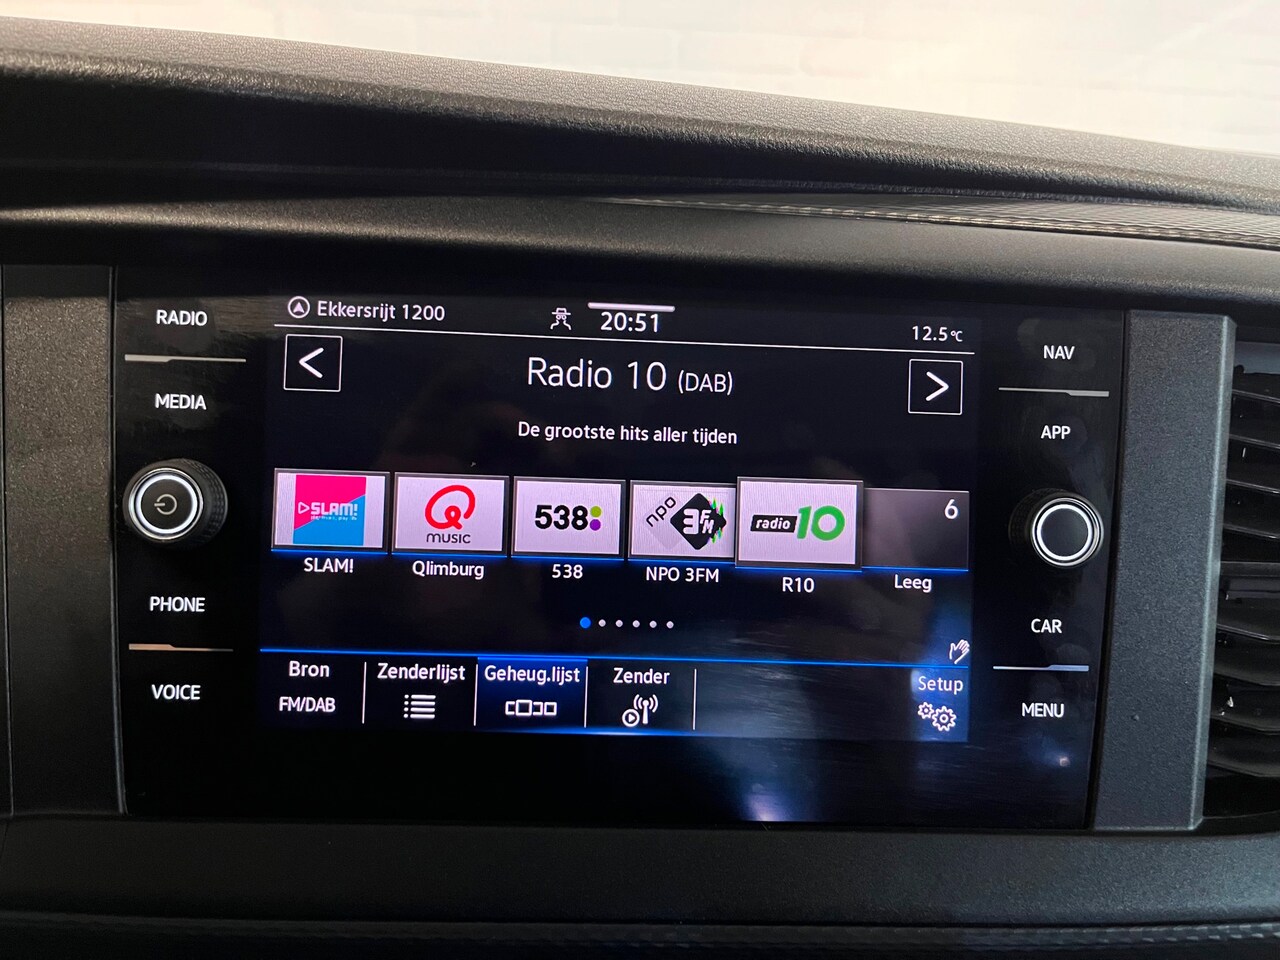 RADIO
MEDIA
PHONE
VOICE
Ekkersrijt 1200
20:51
12.5°C
Radio 10 (DAB)
De grootste hits aller tijden
SLAM!
MUSIC
538
npo 3FM
radio 10
6
SLAM!
Qlimburg
538
NPO 3FM
R10
Leeg
Bron
FM/DAB
Zenderlijst
Geheug.lijst
Zender
Setup
NAV
APP
CAR
MENU